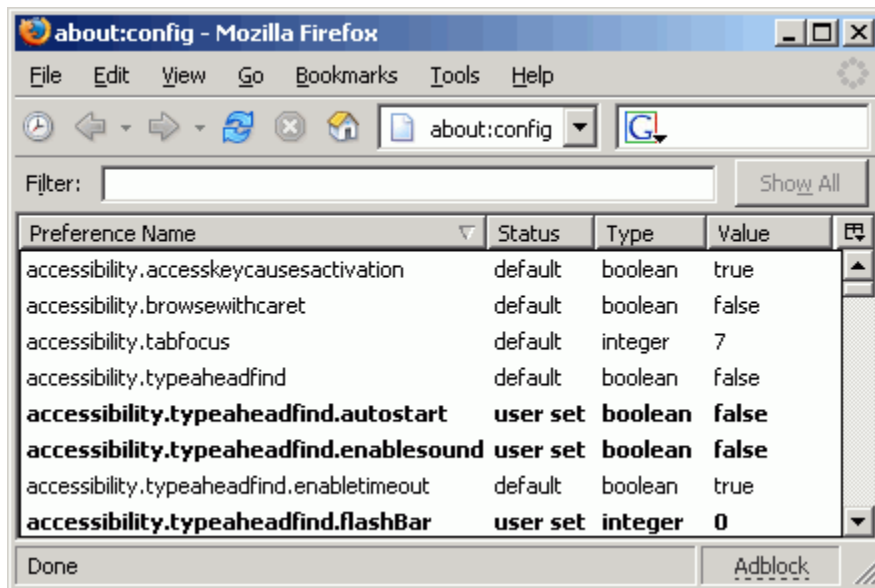 about:config - Mozilla Firefox
File Edit View Go Bookmarks Tools Help
about:config G
Filter: Show All
Preference Name Status Type Value
accessibility.accesskeycausesactivation default boolean true
accessibility.browsewithcaret default boolean false
accessibility.tabfocus default integer 7
accessibility.typeaheadfind default boolean false
accessibility.typeaheadfind.autostart user set boolean false
accessibility.typeaheadfind.enablesound user set boolean false
accessibility.typeaheadfind.enabletimeout default boolean true
accessibility.typeaheadfind.flashBar user set integer 0
Done Adblock